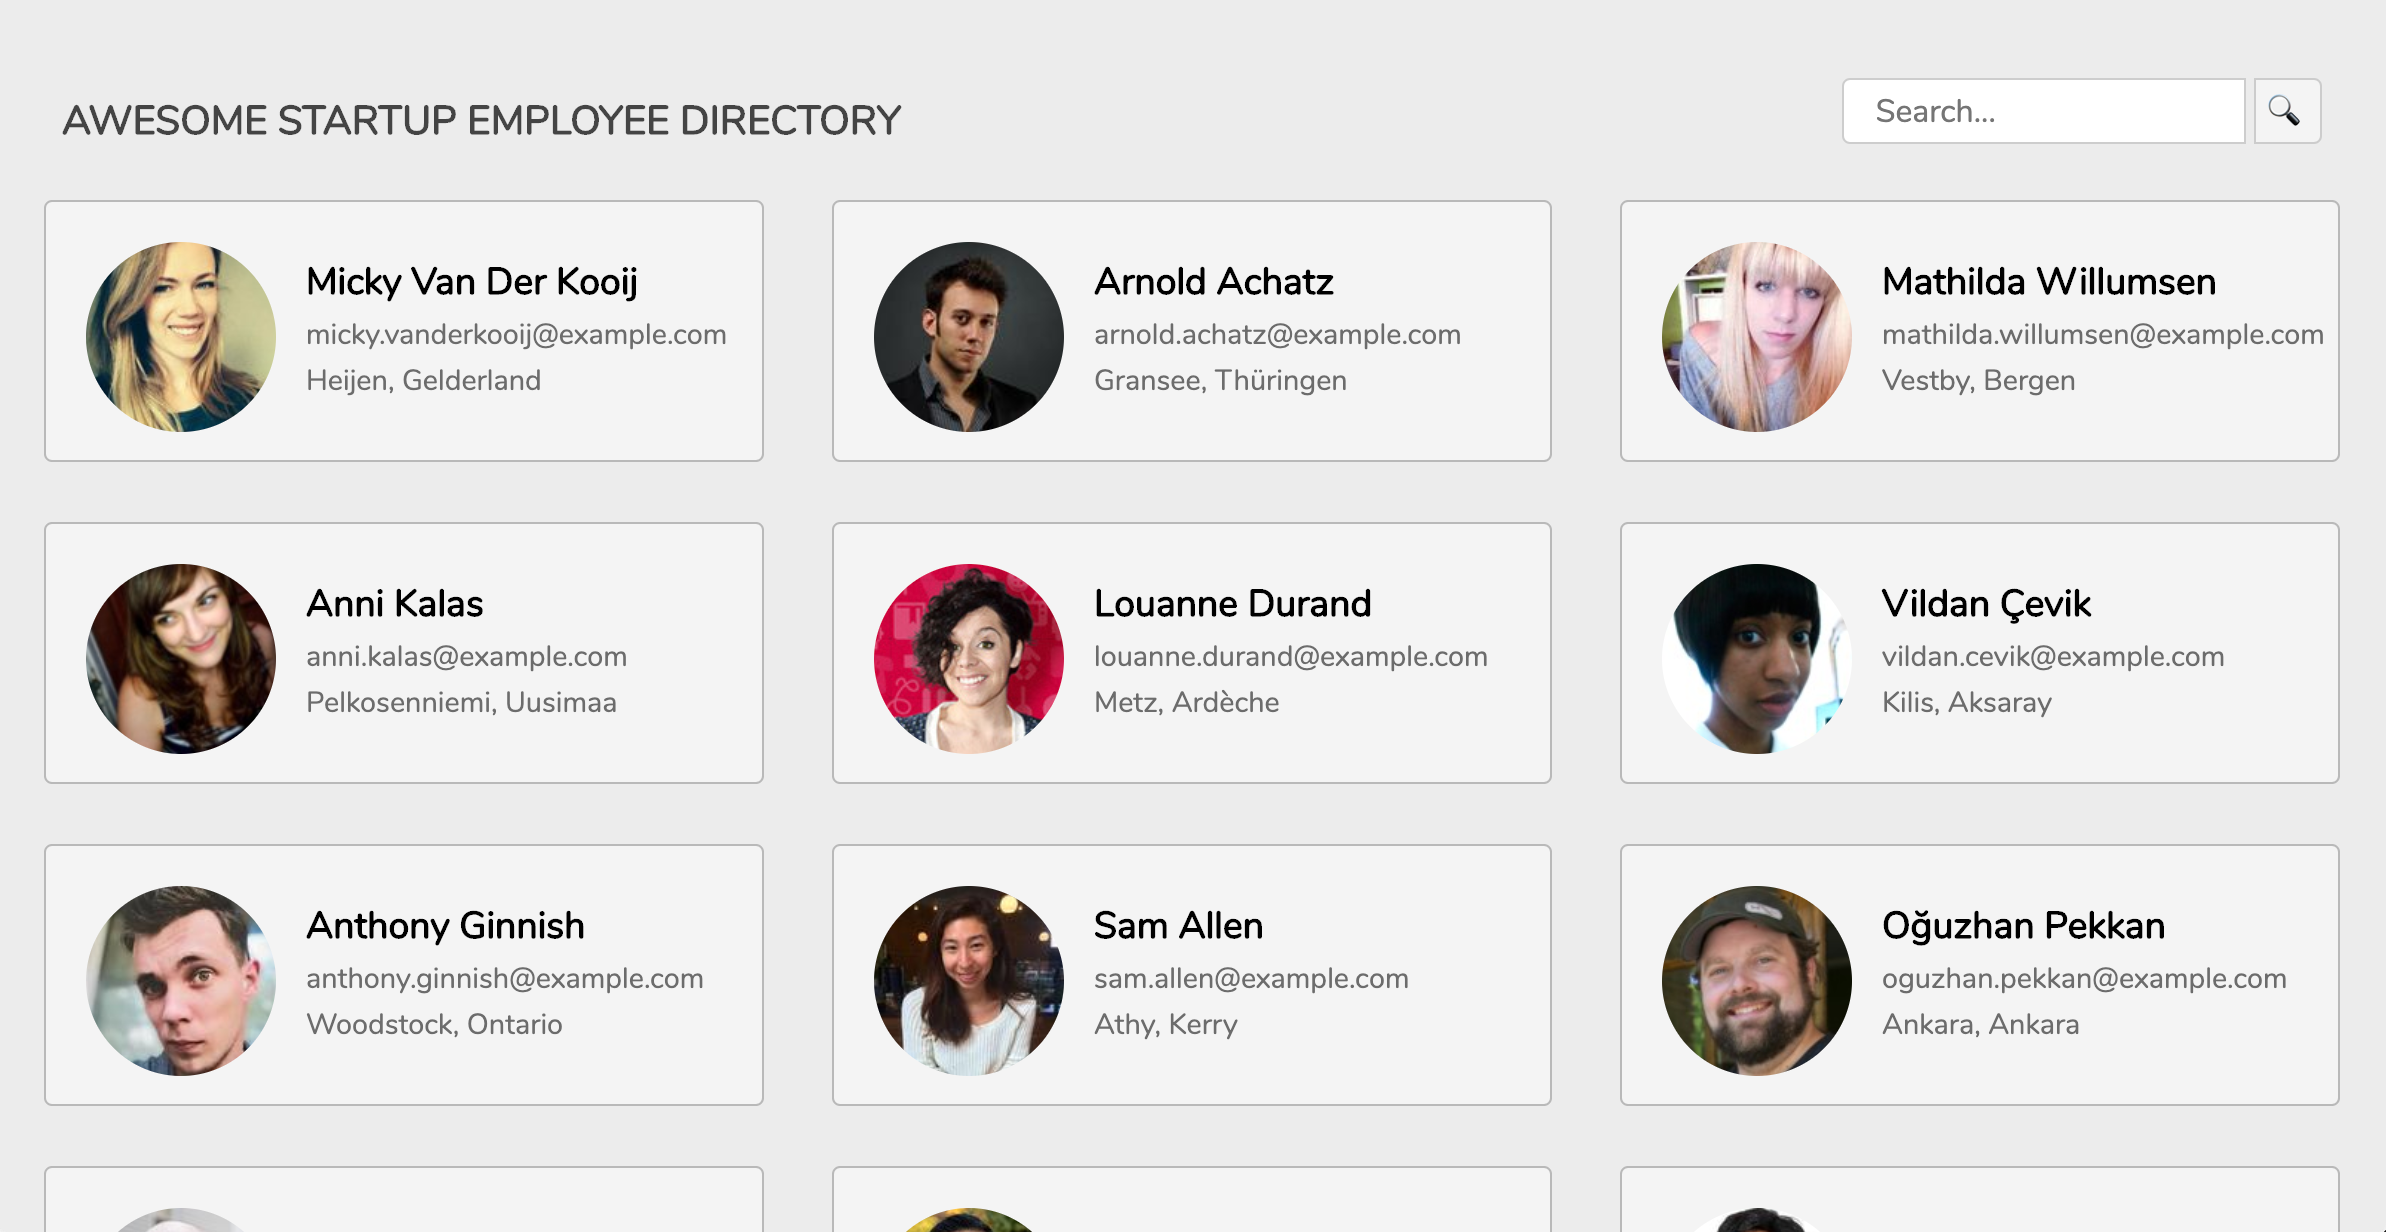 AWESOME STARTUP EMPLOYEE DIRECTORY
Search...
Micky Van Der Kooij
micky.vanderkooij@example.com
Heijen, Gelderland
Arnold Achatz
arnold.achatz@example.com
Gransee, Thüringen
Mathilda Willumsen
mathilda.willumsen@example.com
Vestby, Bergen
Anni Kalas
anni.kalas@example.com
Pelkosenniemi, Uusimaa
Louanne Durand
louanne.durand@example.com
Metz, Ardèche
Vildan Çevik
vildan.cevik@example.com
Kilis, Aksaray
Anthony Ginnish
anthony.ginnish@example.com
Woodstock, Ontario
Sam Allen
sam.allen@example.com
Athy, Kerry
Oğuzhan Pekkan
oguzhan.pekkan@example.com
Ankara, Ankara